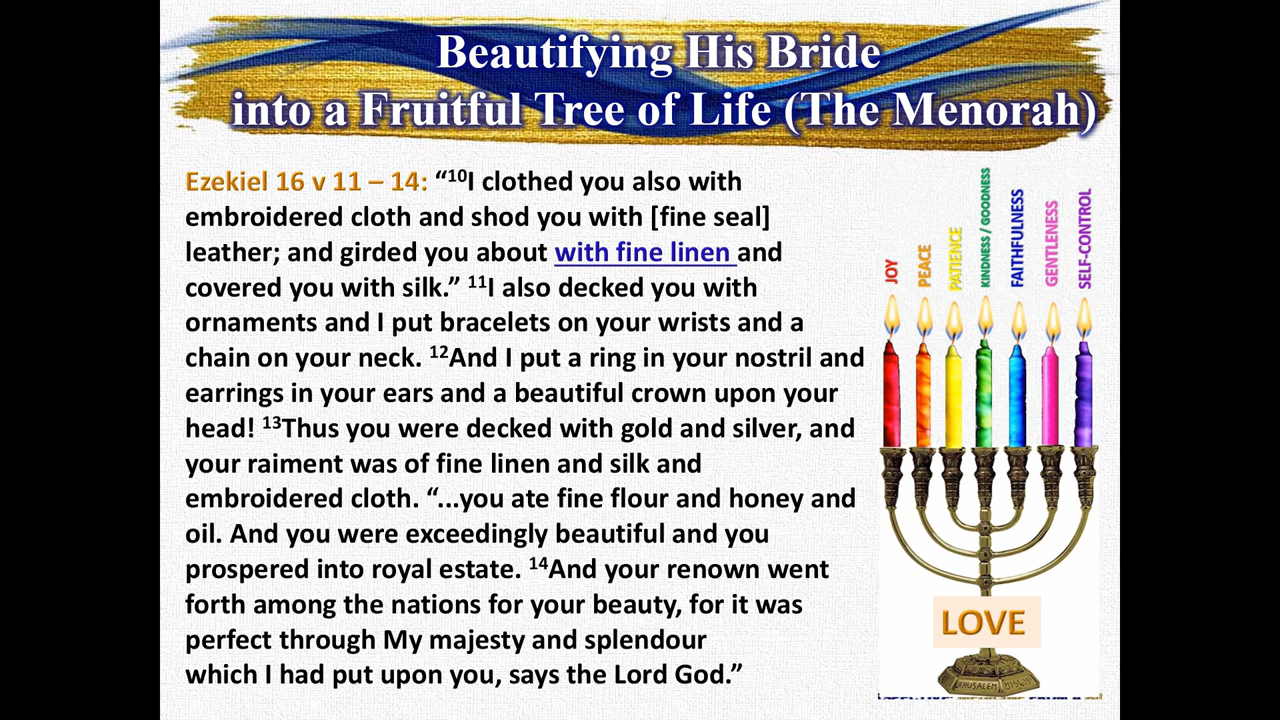 Beautifying His Bride
into a Fruitful Tree of Life (The Menorah)
Ezekiel 16 v 11 – 14: “10I clothed you also with
embroidered cloth and shod you with [fine seal]
leather; and girded you about with fine linen and
covered you with silk.” 11I also decked you with
ornaments and I put bracelets on your wrists and a
chain on your neck. 12And I put a ring in your nostril and
earrings in your ears and a beautiful crown upon your
head! 13Thus you were decked with gold and silver, and
your raiment was of fine linen and silk and
embroidered cloth. “...you ate fine flour and honey and
oil. And you were exceedingly beautiful and you
prospered into royal estate. 14And your renown went
forth among the nations for your beauty, for it was
perfect through My majesty and splendour
which I had put upon you, says the Lord God.”
JOY
PEACE
PATIENCE
KINDNESS / GOODNESS
FAITHFULNESS
GENTLENESS
SELF-CONTROL
LOVE
JERUSALEM